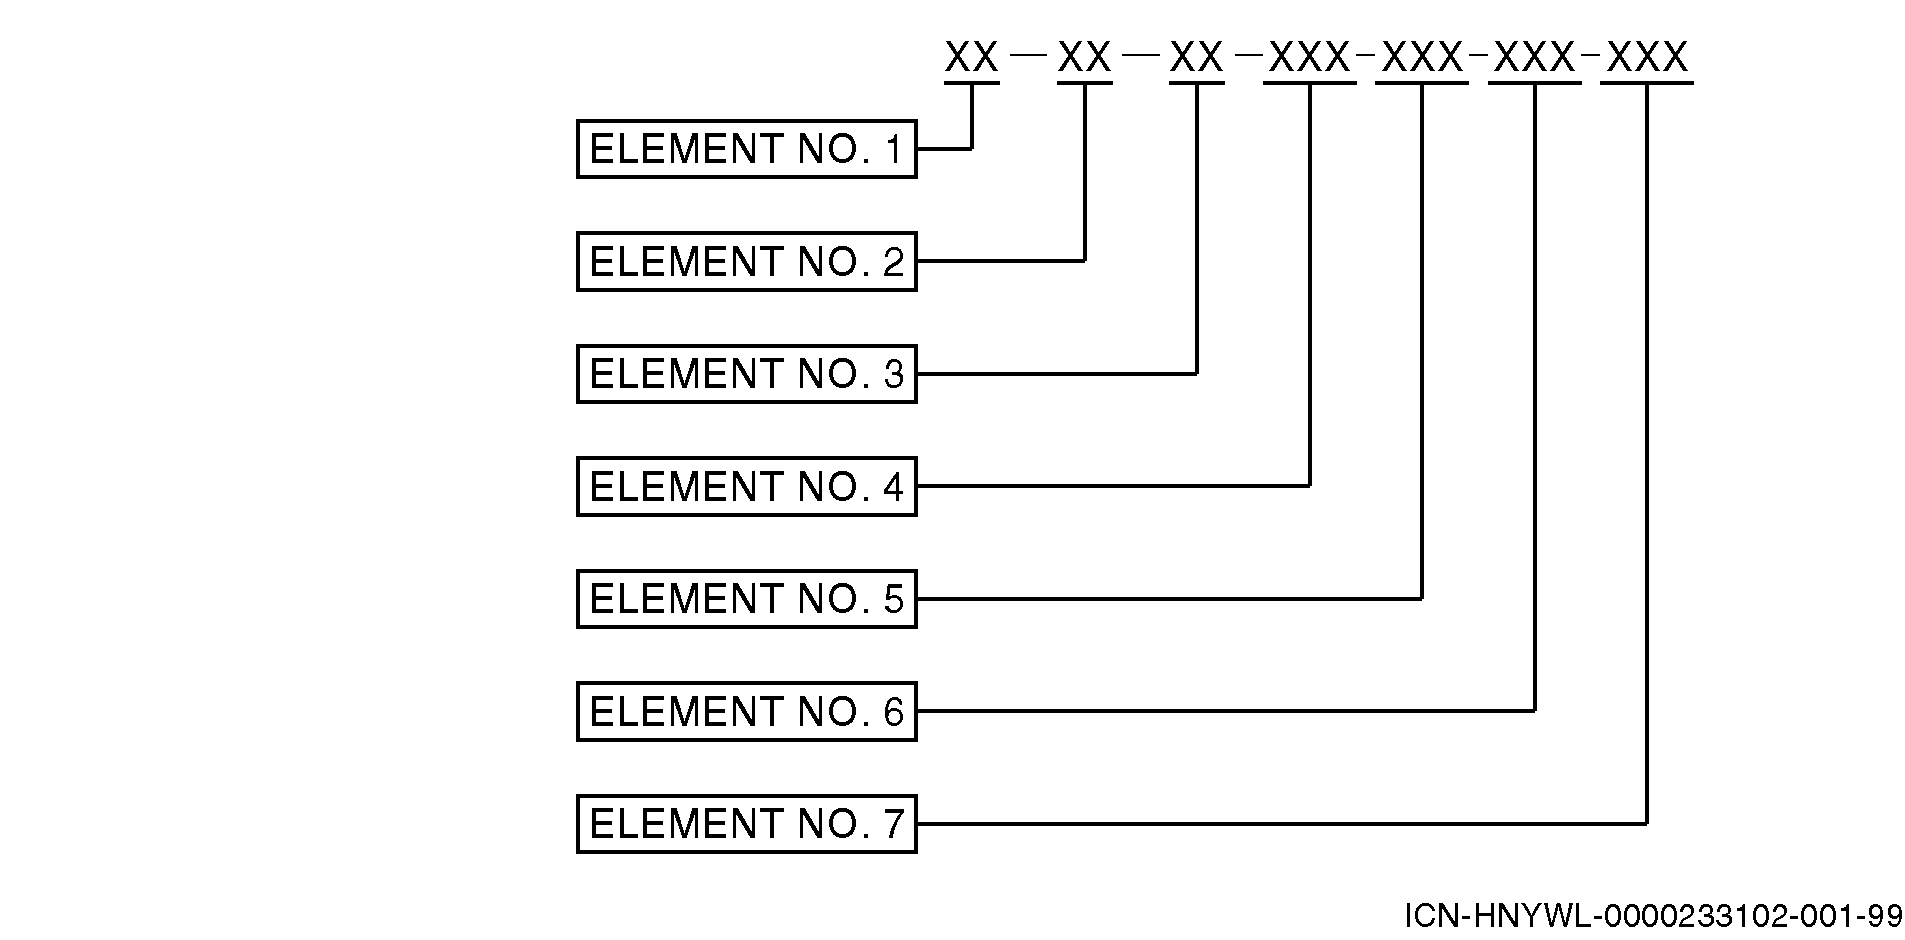 XX — XX — XX — XXX - XXX - XXX - XXX
ELEMENT NO. 1
ELEMENT NO. 2
ELEMENT NO. 3
ELEMENT NO. 4
ELEMENT NO. 5
ELEMENT NO. 6
ELEMENT NO. 7
ICN-HNYWL-0000233102-001-99